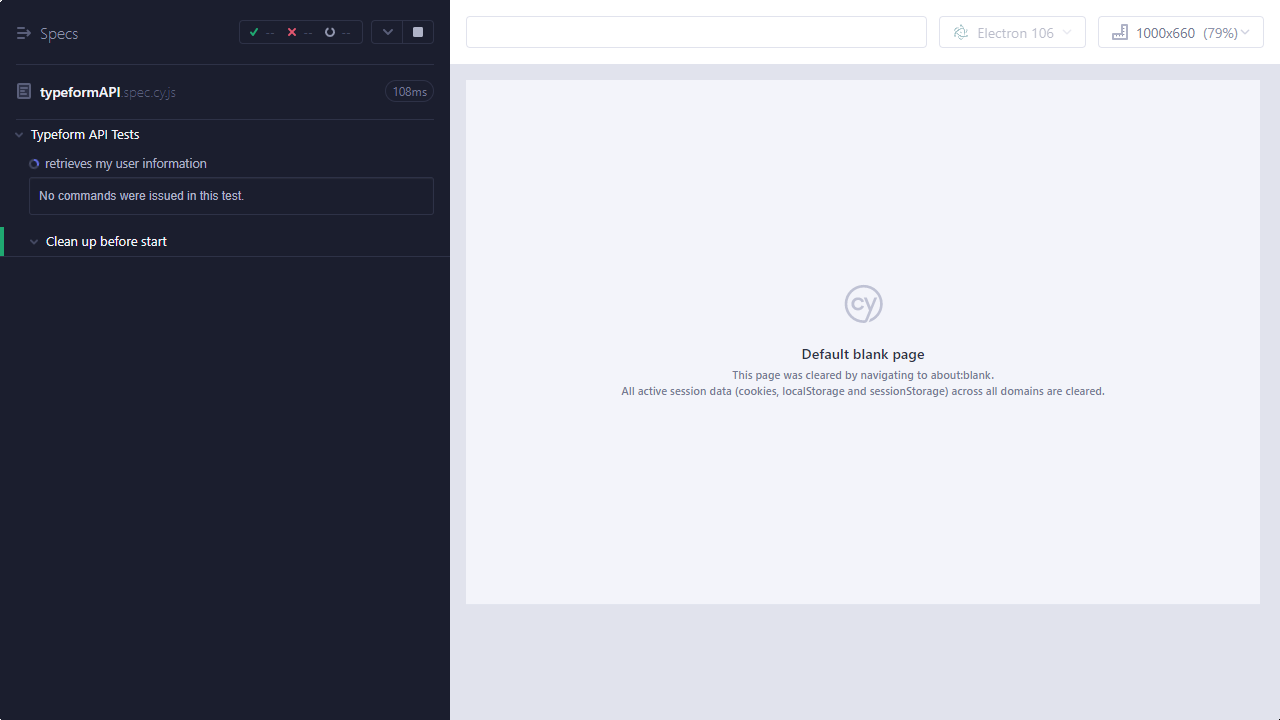 Specs
-- -- --
Electron 106
1000x660 (79%)
typeformAPI spec.cy.js
108ms
Typeform API Tests
retrieves my user information
No commands were issued in this test.
Clean up before start
cy
Default blank page
This page was cleared by navigating to about:blank.
All active session data (cookies, localStorage and sessionStorage) across all domains are cleared.